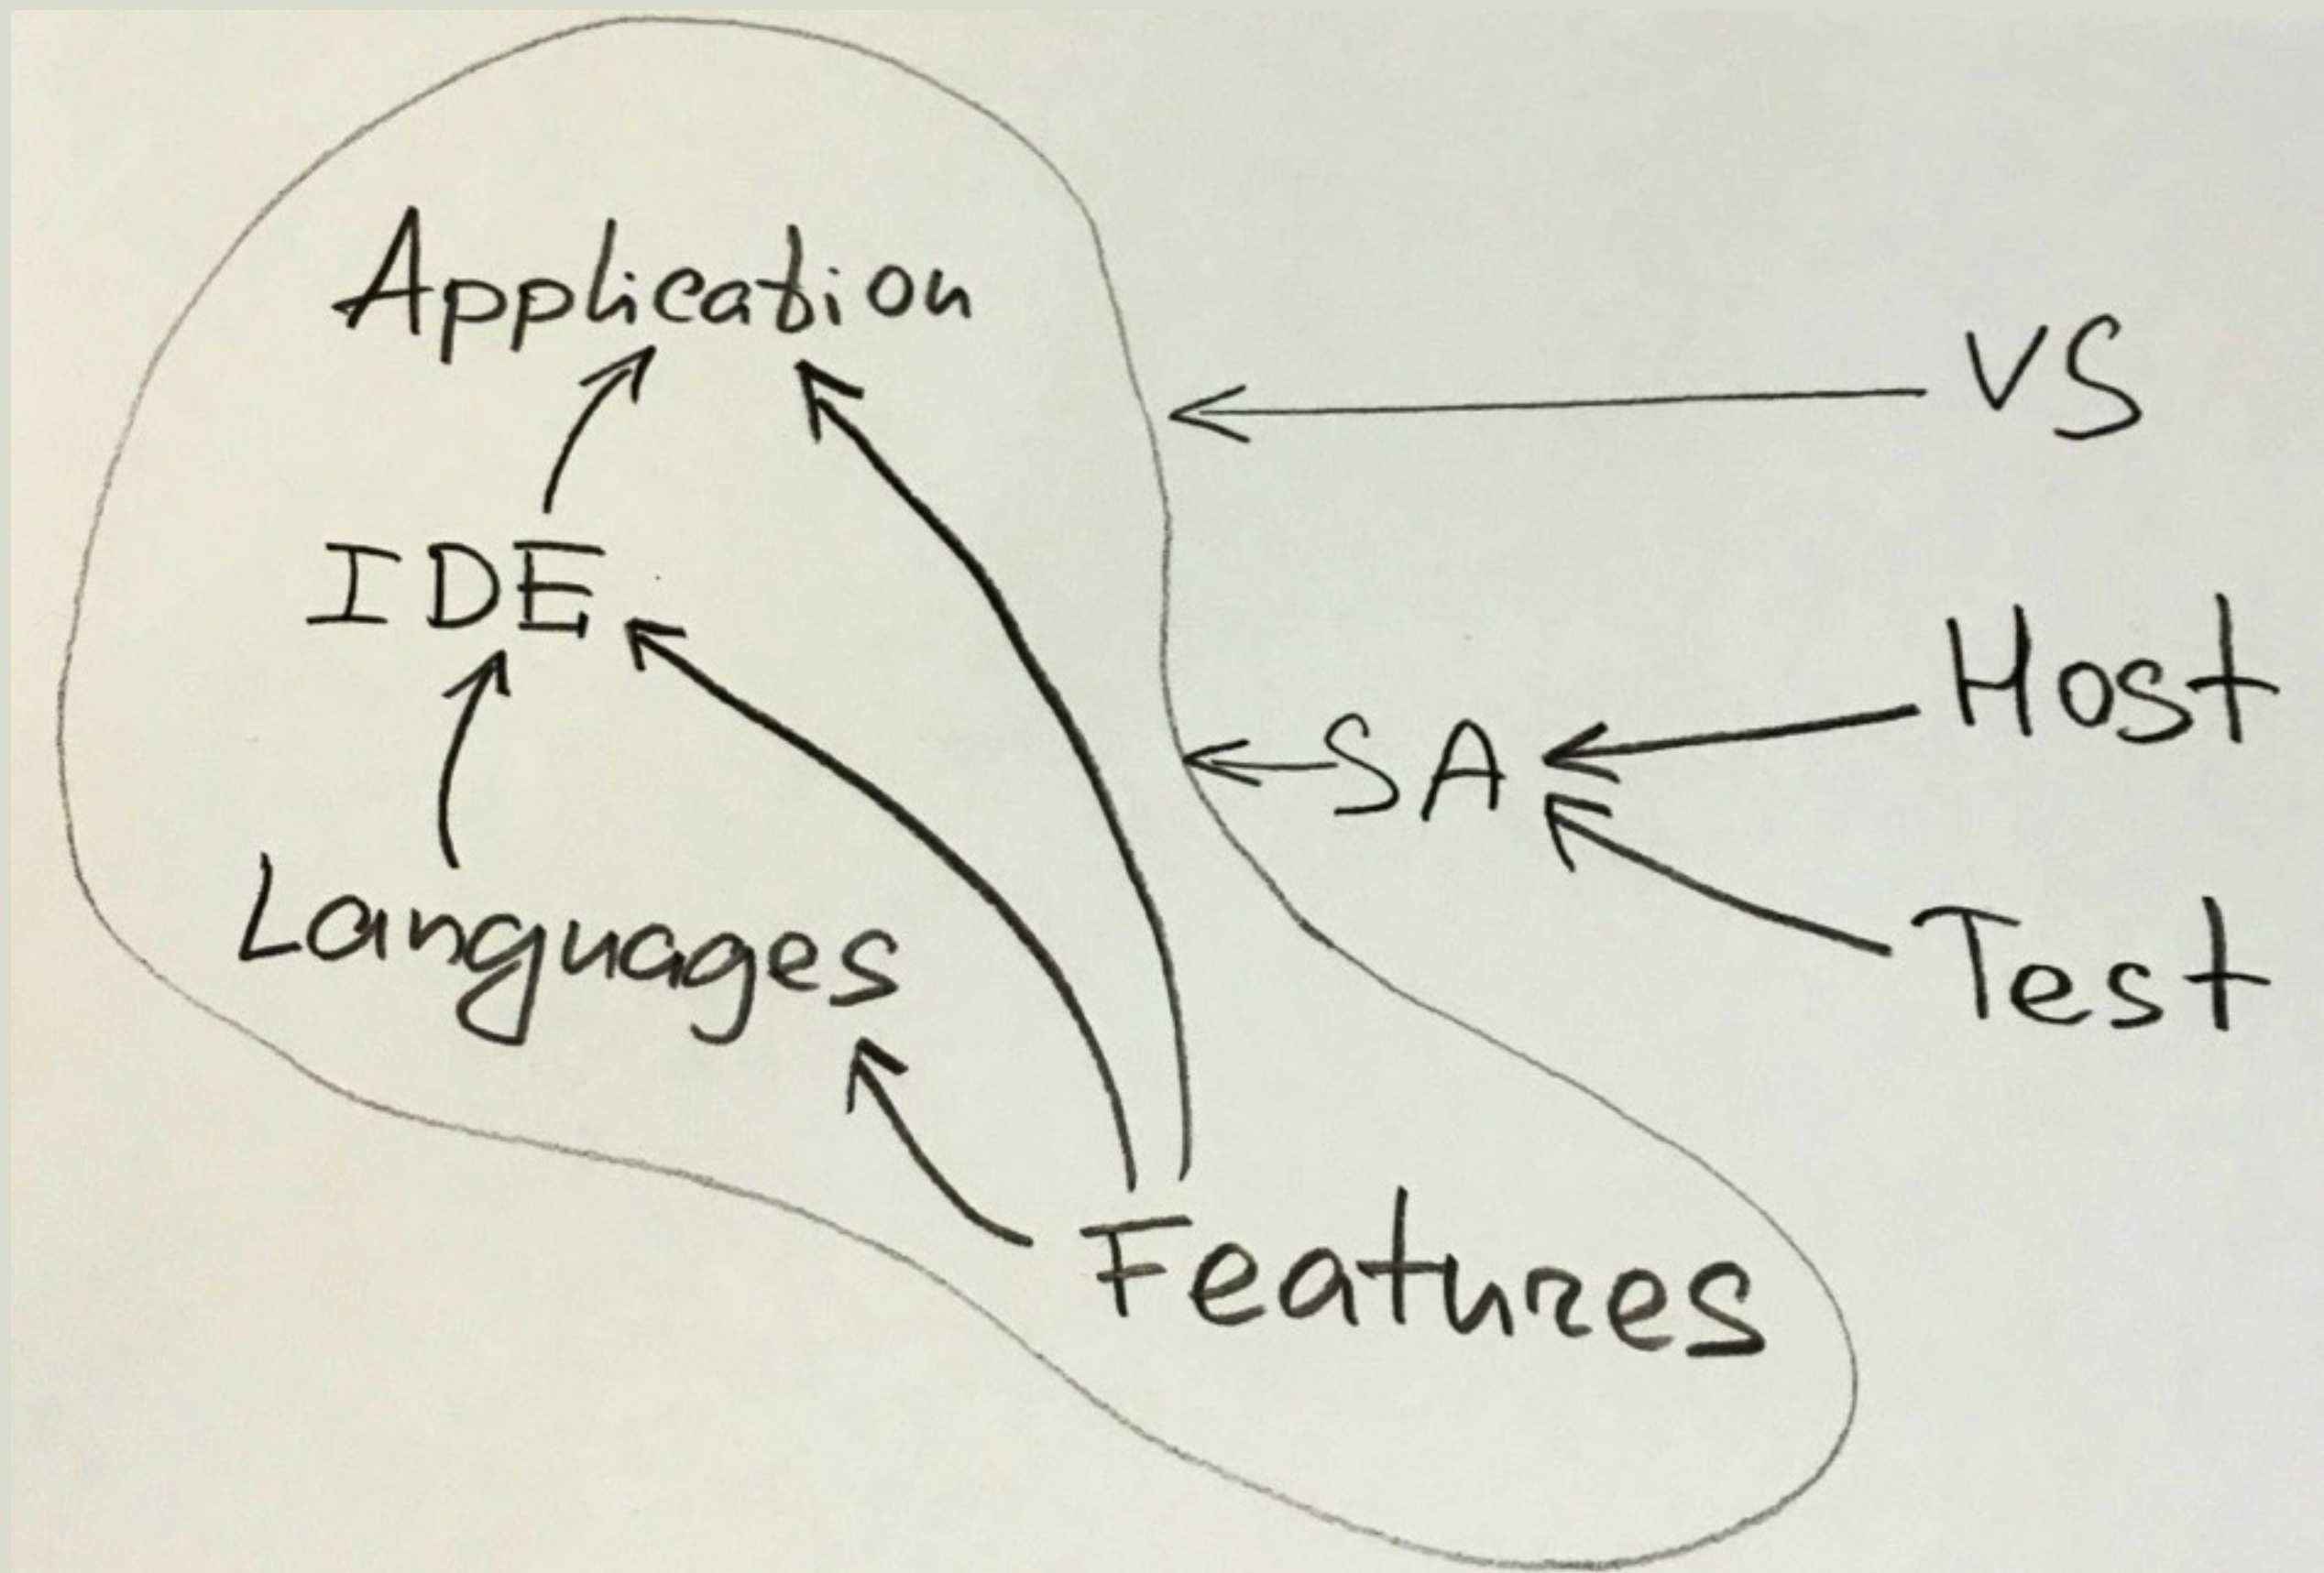 Application
VS
IDE
Host
SA
Languages
Test
Features